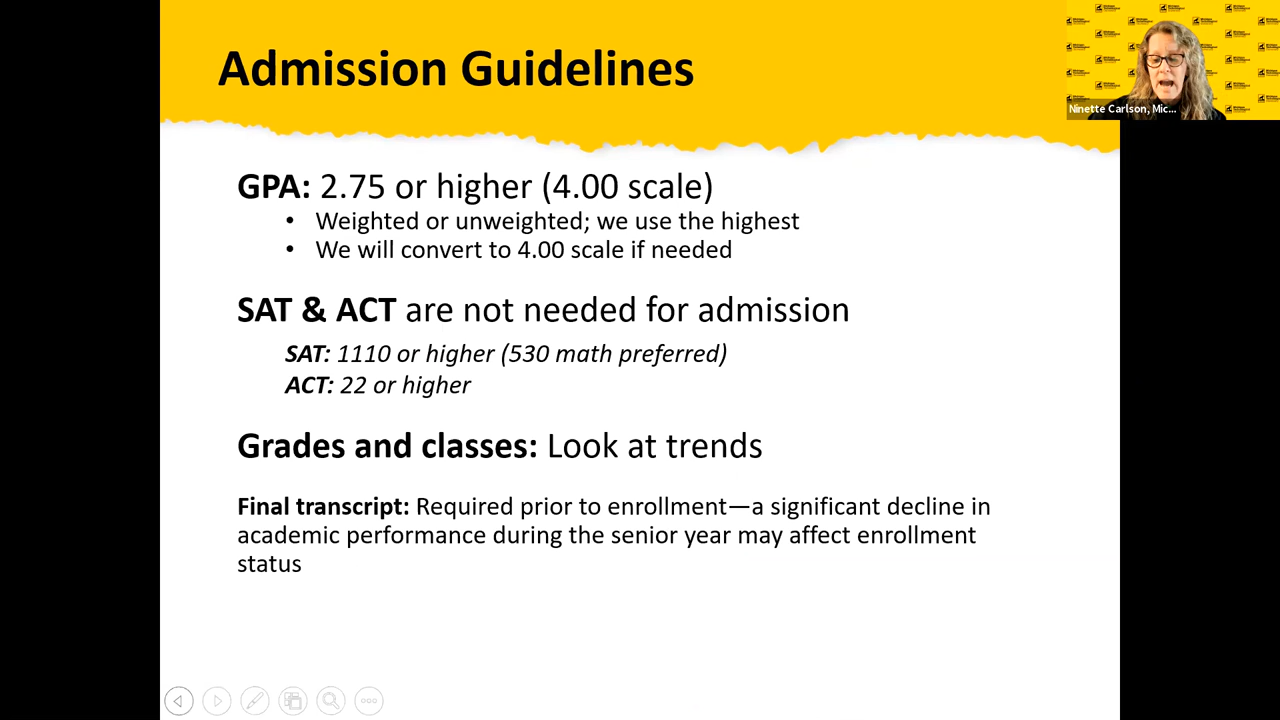 Admission Guidelines
Ninette Carlson, Mic...
GPA: 2.75 or higher (4.00 scale)
• Weighted or unweighted; we use the highest
• We will convert to 4.00 scale if needed
SAT & ACT are not needed for admission
SAT: 1110 or higher (530 math preferred)
ACT: 22 or higher
Grades and classes: Look at trends
Final transcript: Required prior to enrollment—a significant decline in
academic performance during the senior year may affect enrollment
status